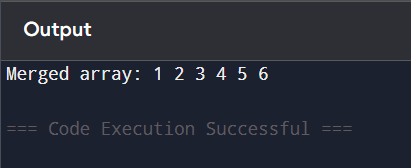 Output
Merged array: 1 2 3 4 5 6
=== Code Execution Successful ===